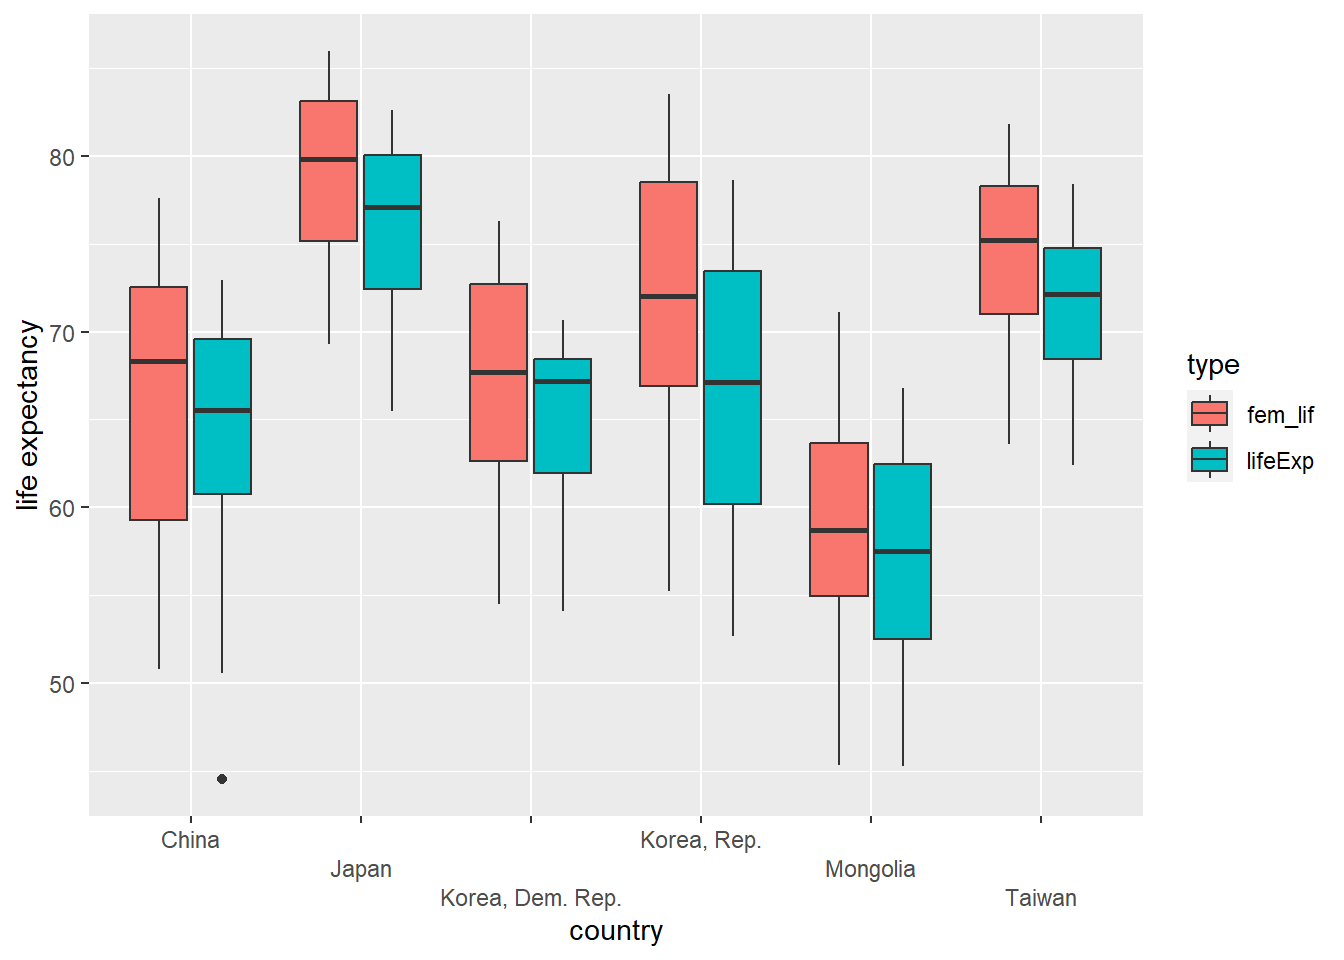 life expectancy
80
70
60
50
China
Japan
Korea, Dem. Rep.
Korea, Rep.
Mongolia
Taiwan
country
type
fem_lif
lifeExp